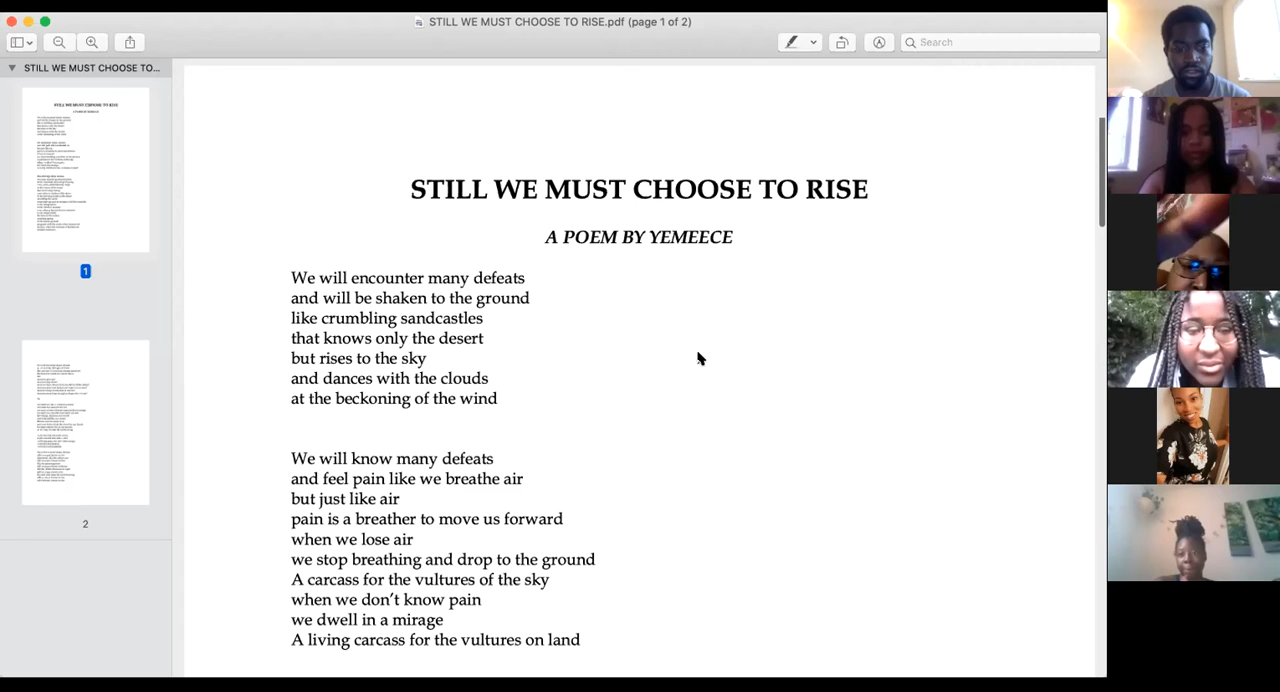 STILL WE MUST CHOOSE TO RISE.pdf (page 1 of 2)
Search
STILL WE MUST CHOOSE TO...
1
2
STILL WE MUST CHOOSE TO RISE
A POEM BY YEMEECE
We will encounter many defeats
and will be shaken to the ground
like crumbling sandcastles
that knows only the desert
but rises to the sky
and dances with the clouds
at the beckoning of the wind
We will know many defeats
and feel pain like we breathe air
but just like air
pain is a breather to move us forward
when we lose air
we stop breathing and drop to the ground
A carcass for the vultures of the sky
when we don't know pain
we dwell in a mirage
A living carcass for the vultures on land